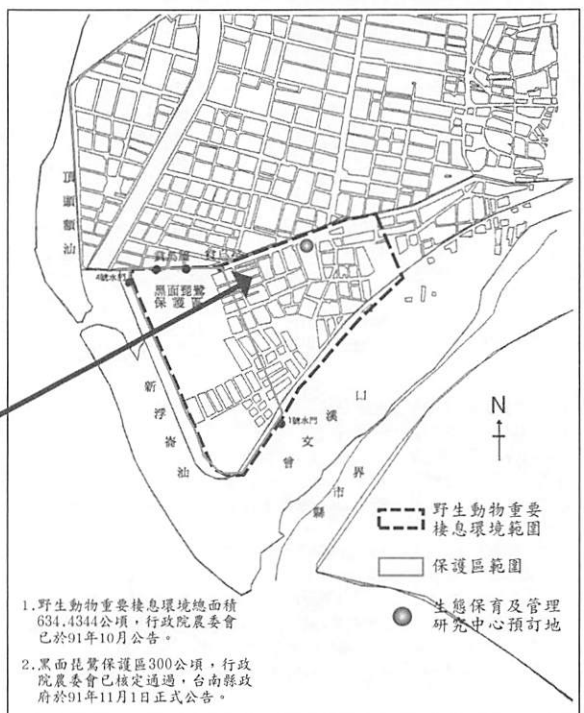 頂頭額汕
4號水門
黑面琵鷺
保護區
新浮崙汕
1號水門
曾文溪口
縣市界
N
野生動物重要
棲息環境範圍
保護區範圍
生態保育及管理
研究中心預訂地
1.野生動物重要棲息環境總面積
634.4344公頃,行政院農委會
已於91年10月公告。
2.黑面琵鷺保護區300公頃,行政
院農委會已核定通過,台南縣政
府於91年11月1日正式公告。